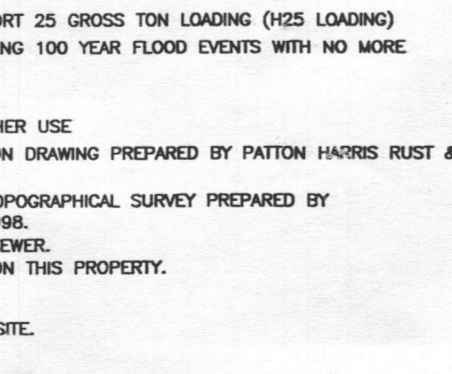 ORT 25 GROSS TON LOADING (H25 LOADING)
NG 100 YEAR FLOOD EVENTS WITH NO MORE
HER USE
ON DRAWING PREPARED BY PATTON HARRIS RUST &
OPOGRAPHICAL SURVEY PREPARED BY
98.
EWER.
ON THIS PROPERTY.
SITE.